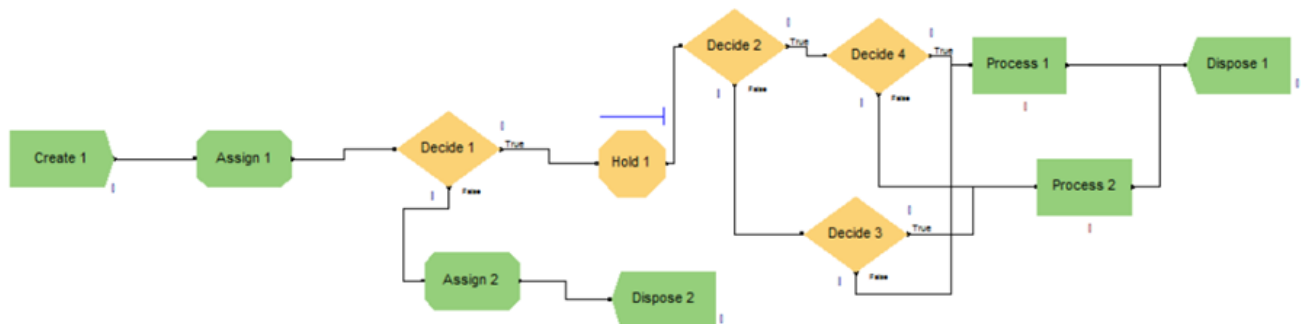 Create 1
Assign 1
Decide 1
True
False
Assign 2
Dispose 2
Hold 1
Decide 2
True
False
Decide 4
True
False
Decide 3
True
False
Process 1
Process 2
Dispose 1